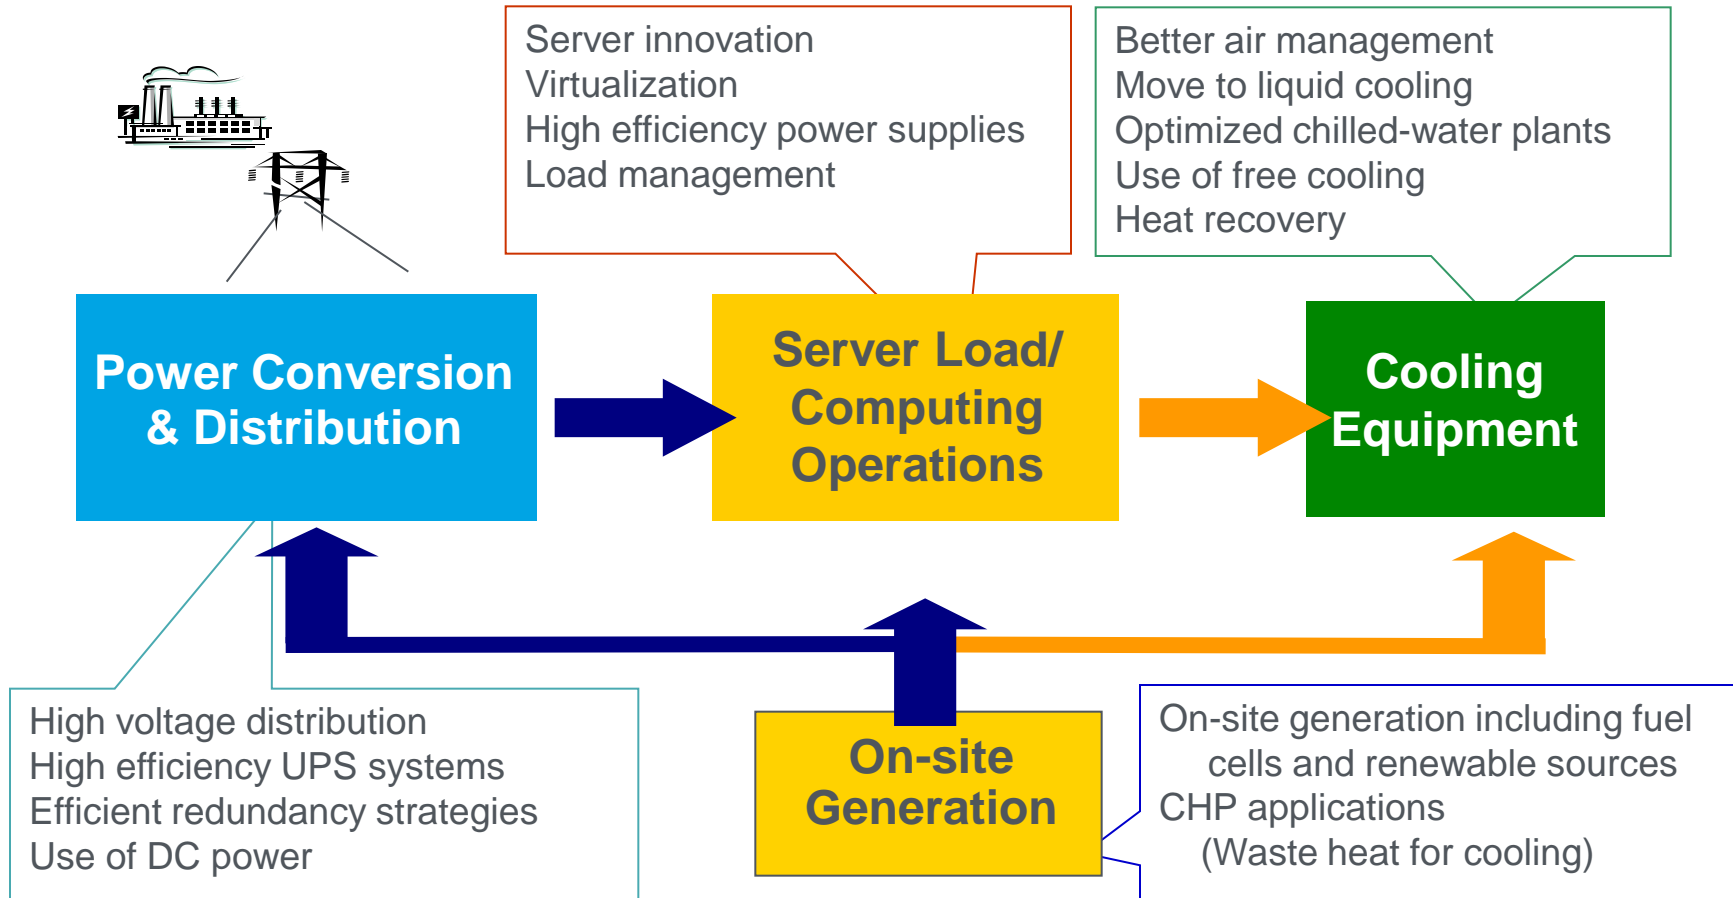 Server innovation
Virtualization
High efficiency power supplies
Load management
Better air management
Move to liquid cooling
Optimized chilled-water plants
Use of free cooling
Heat recovery
Power Conversion
& Distribution
Server Load/
Computing
Operations
Cooling
Equipment
High voltage distribution
High efficiency UPS systems
Efficient redundancy strategies
Use of DC power
On-site
Generation
On-site generation including fuel
cells and renewable sources
CHP applications
(Waste heat for cooling)